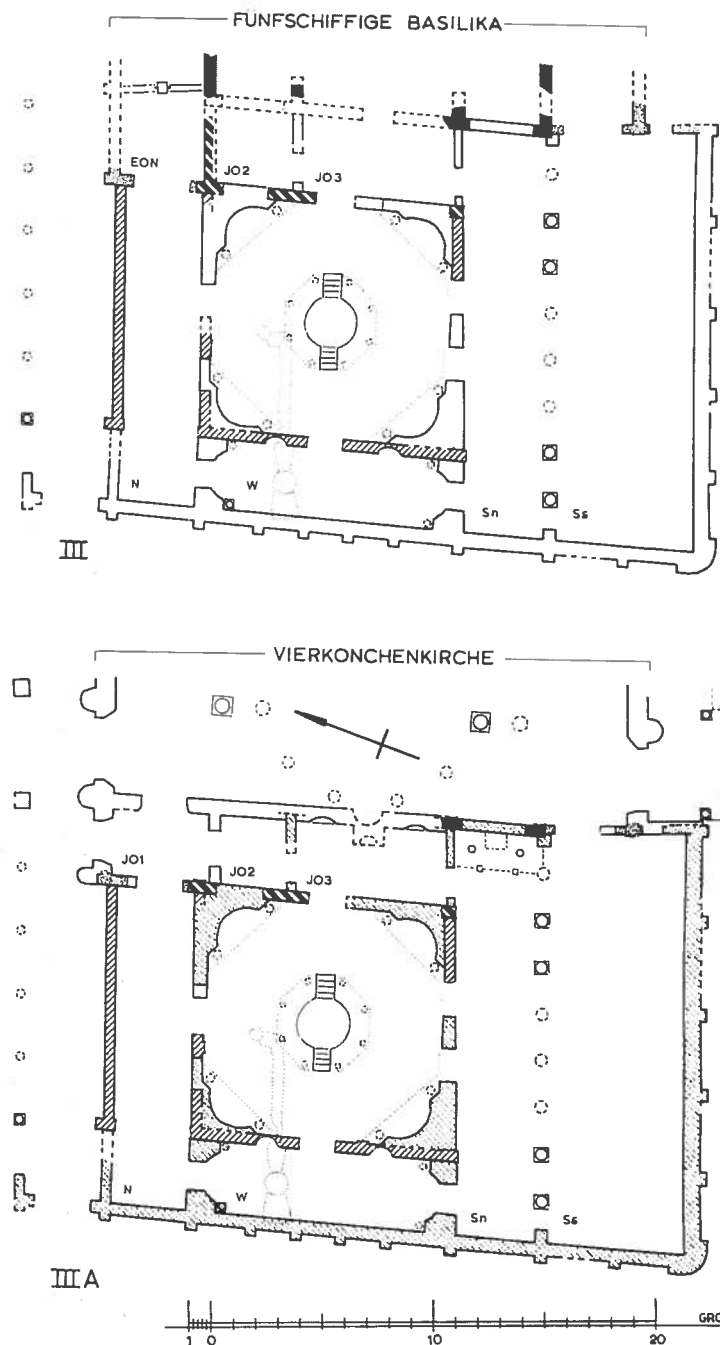 FÜNFSCHIFFIGE BASILIKA
EON
JO2 JO3
N W Sn Ss
III
VIERKONCHENKIRCHE
JO1
JO2 JO3
N W Sn Ss
III A
GRO
1 0 10 20